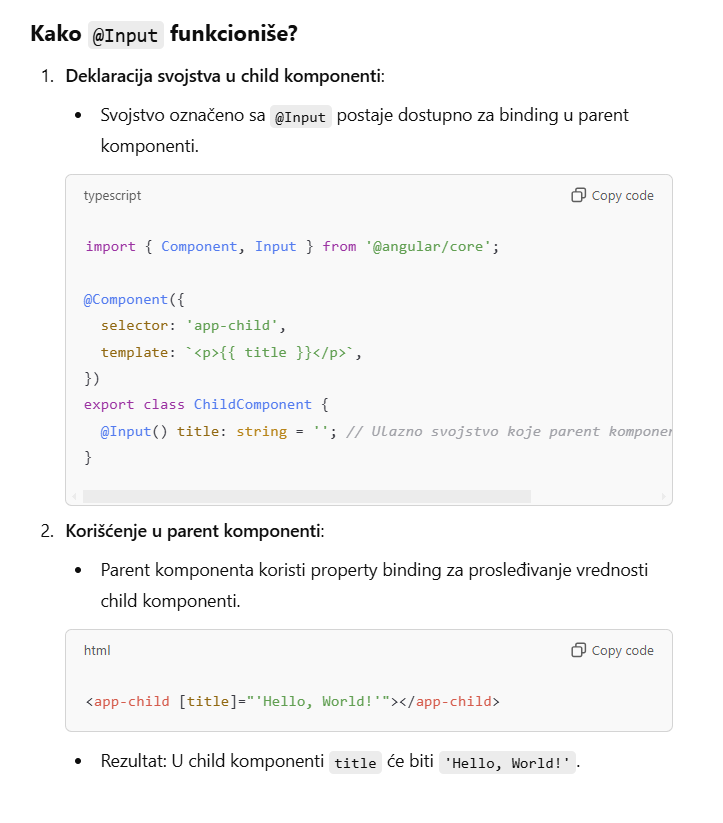 Kako @Input funkcioniše?
1. Deklaracija svojstva u child komponenti:
• Svojstvo označeno sa @Input postaje dostupno za binding u parent
komponenti.
typescript Copy code
import { Component, Input } from '@angular/core';
@Component({
selector: 'app-child',
template: `<p>{{ title }}</p>`,
})
export class ChildComponent {
@Input() title: string = ''; // Ulazno svojstvo koje parent
}
2. Korišćenje u parent komponenti:
• Parent komponenta koristi property binding za prosleđivanje vrednosti
child komponenti.
html Copy code
<app-child [title]="'Hello, World!'"></app-child>
• Rezultat: U child komponenti title će biti 'Hello, World!'.